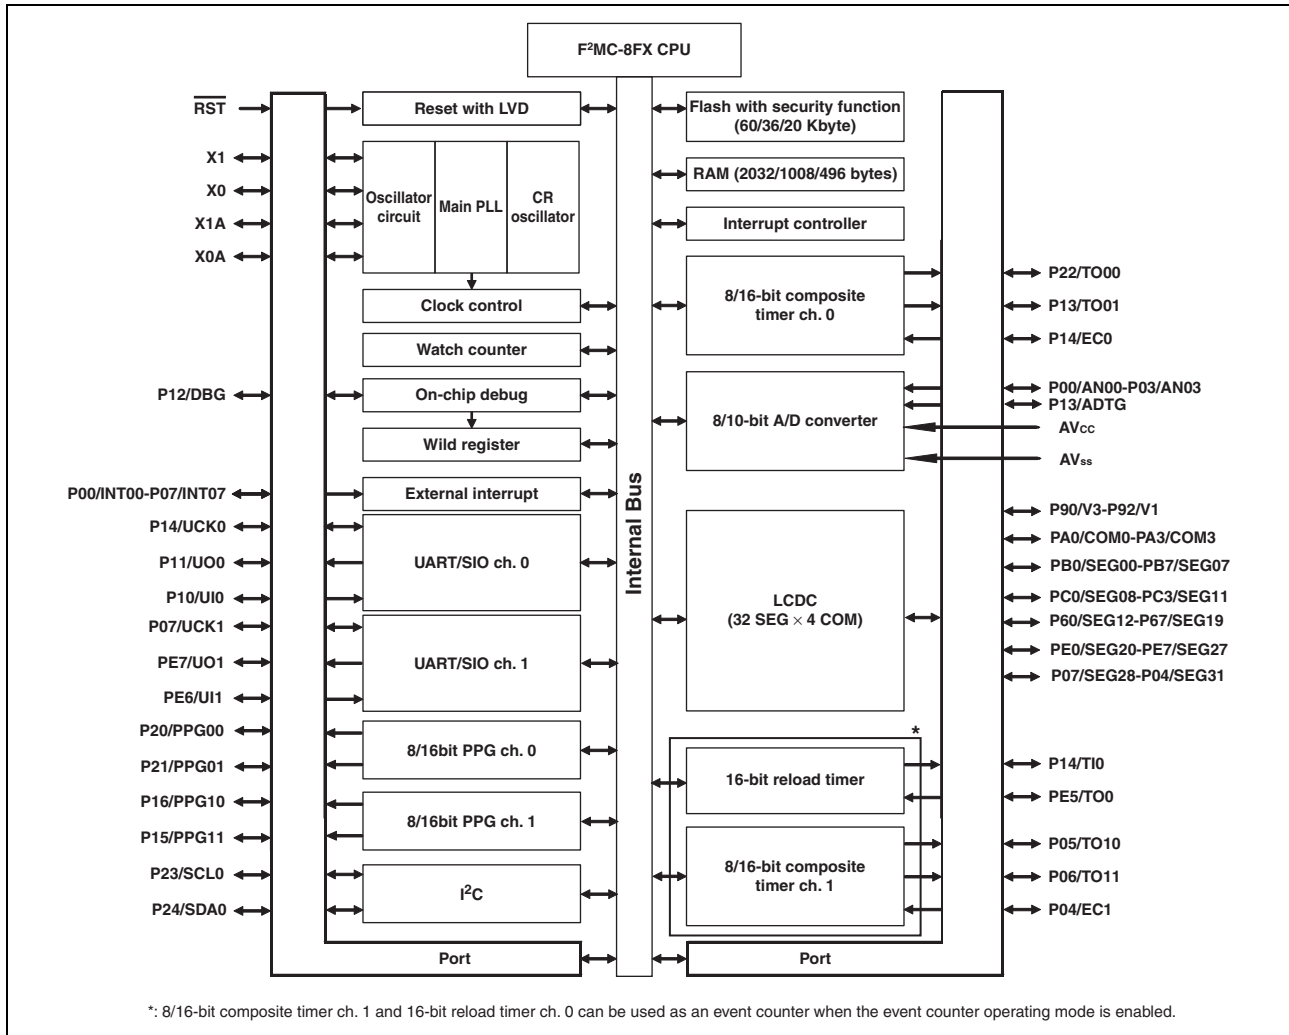 F²MC-8FX CPU
RST
X1
X0
X1A
X0A
P12/DBG
P00/INT00-P07/INT07
P14/UCK0
P11/UO0
P10/UI0
P07/UCK1
PE7/UO1
PE6/UI1
P20/PPG00
P21/PPG01
P16/PPG10
P15/PPG11
P23/SCL0
P24/SDA0
Reset with LVD
Oscillator
circuit
Main PLL
CR
oscillator
Clock control
Watch counter
On-chip debug
Wild register
External interrupt
UART/SIO ch. 0
UART/SIO ch. 1
8/16bit PPG ch. 0
8/16bit PPG ch. 1
I²C
Port
Internal Bus
Flash with security function
(60/36/20 Kbyte)
RAM (2032/1008/496 bytes)
Interrupt controller
8/16-bit composite
timer ch. 0
8/10-bit A/D converter
LCDC
(32 SEG × 4 COM)
*
16-bit reload timer
8/16-bit composite
timer ch. 1
Port
P22/TO00
P13/TO01
P14/EC0
P00/AN00-P03/AN03
P13/ADTG
AVCC
AVss
P90/V3-P92/V1
PA0/COM0-PA3/COM3
PB0/SEG00-PB7/SEG07
PC0/SEG08-PC3/SEG11
P60/SEG12-P67/SEG19
PE0/SEG20-PE7/SEG27
P07/SEG28-P04/SEG31
P14/TI0
PE5/TO0
P05/TO10
P06/TO11
P04/EC1
*: 8/16-bit composite timer ch. 1 and 16-bit reload timer ch. 0 can be used as an event counter when the event counter operating mode is enabled.